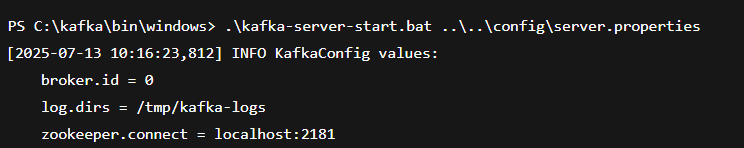 PS C:\kafka\bin\windows> .\kafka-server-start.bat ..\..\config\server.properties
[2025-07-13 10:16:23,812] INFO KafkaConfig values:
    broker.id = 0
    log.dirs = /tmp/kafka-logs
    zookeeper.connect = localhost:2181